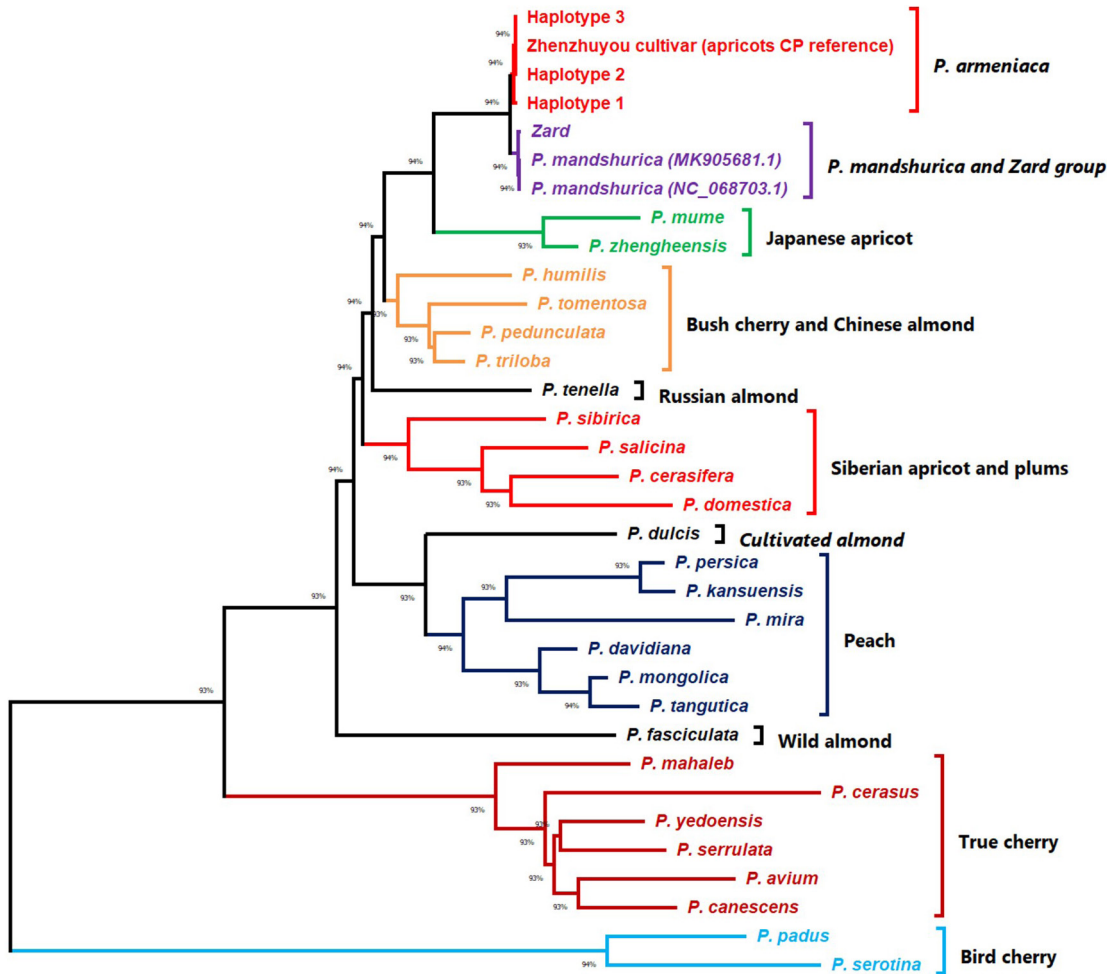 Haplotype 3
94%
Zhenzhuyou cultivar (apricots CP reference)
94%
P. armeniaca
Haplotype 2
94%
Haplotype 1
94%
Zard
P. mandshurica (MK905681.1)
P. mandshurica and Zard group
94%
94%
P. mandshurica (NC_068703.1)
94%
P. mume
94%
Japanese apricot
93%
P. zhengheensis
P. humilis
94%
P. tomentosa
93%
Bush cherry and Chinese almond
P. pedunculata
93%
P. triloba
93%
P. tenella
Russian almond
94%
P. sibirica
P. salicina
94%
Siberian apricot and plums
94%
P. cerasifera
93%
P. domestica
93%
P. dulcis
Cultivated almond
P. persica
93%
P. kansuensis
93%
93%
P. mira
93%
Peach
P. davidiana
94%
P. mongolica
93%
P. tangutica
94%
93%
P. fasciculata
Wild almond
P. mahaleb
P. cerasus
93%
P. yedoensis
93%
93%
True cherry
P. serrulata
P. avium
93%
P. canescens
93%
P. padus
Bird cherry
P. serotina
94%